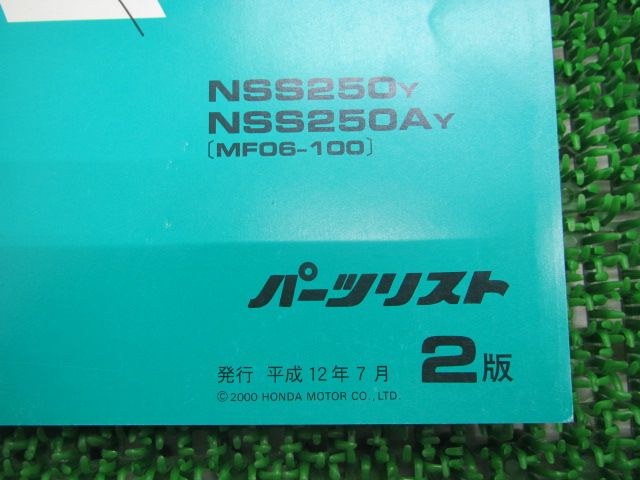 NSS250Y
NSS250AY
〔MF06-100〕
パーツリスト
発行 平成12年7月 2版
©2000 HONDA MOTOR CO., LTD.